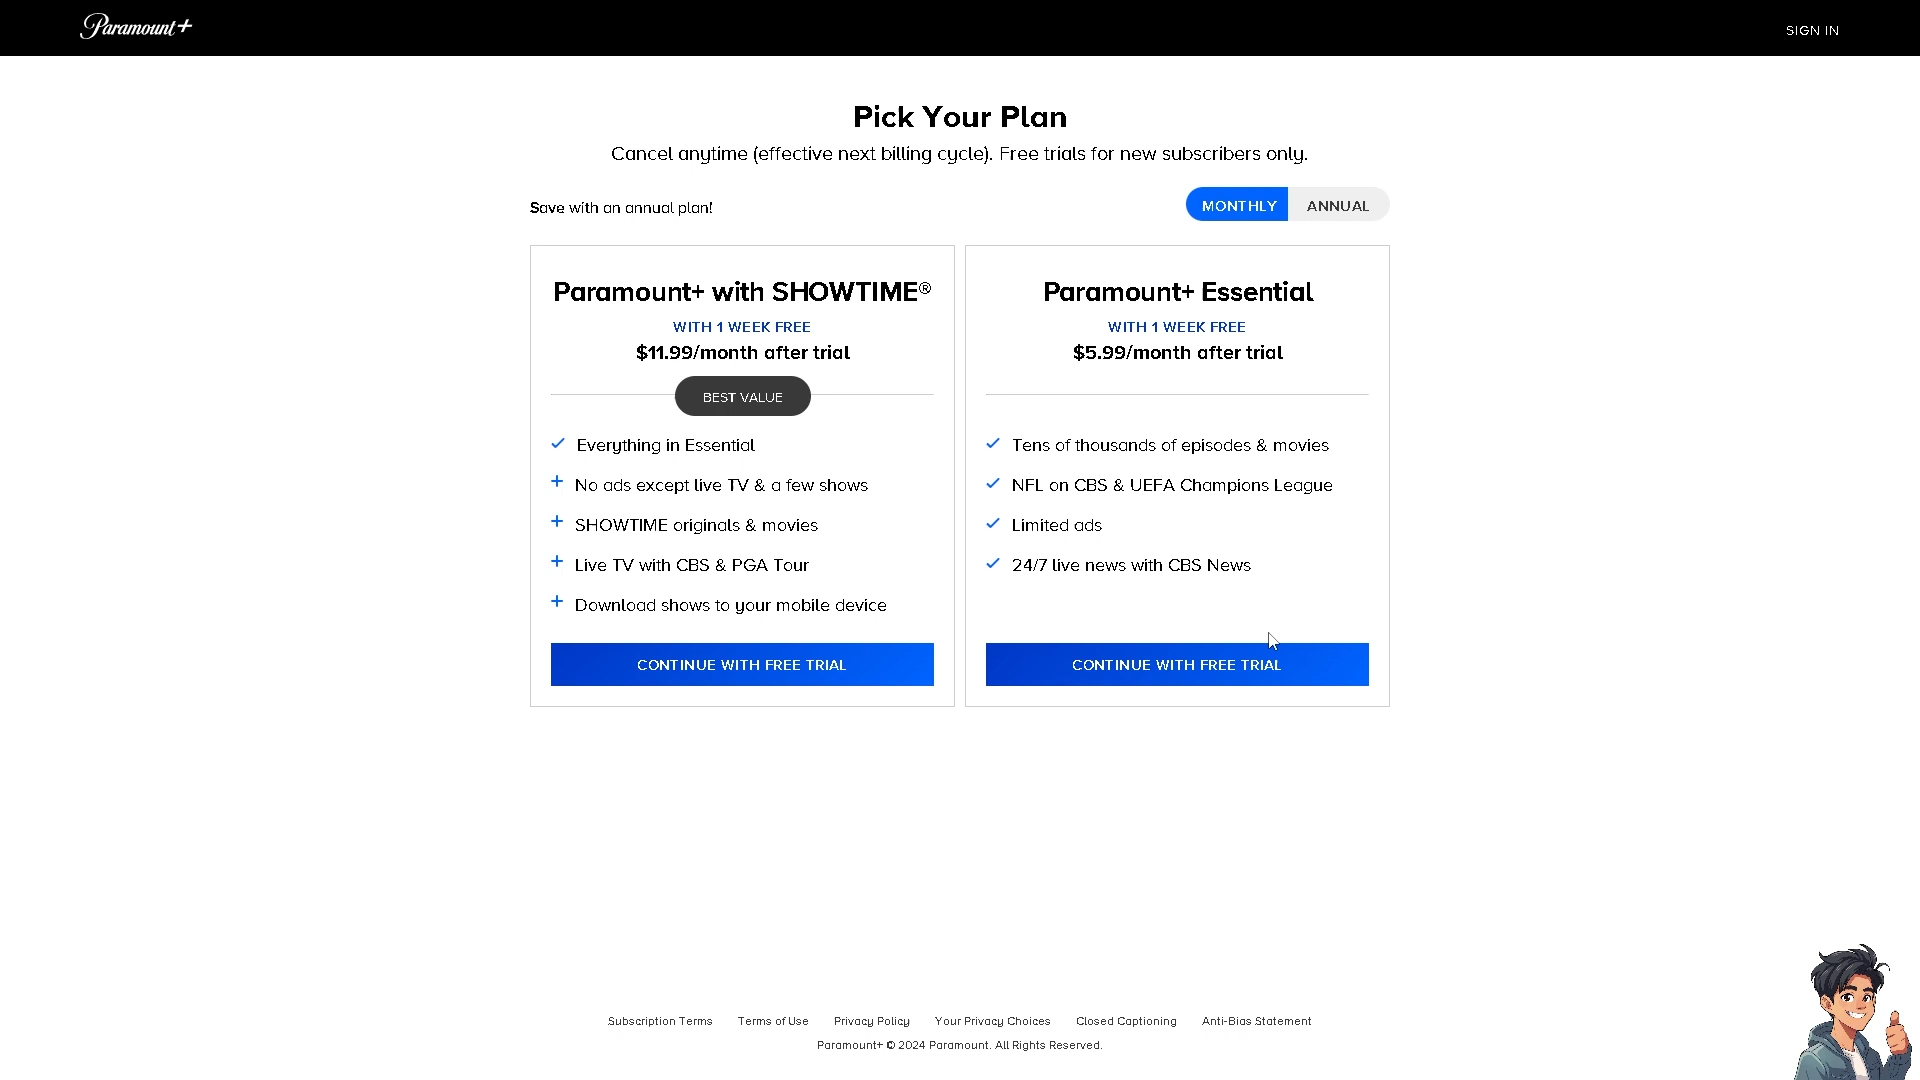 Paramount+
SIGN IN
Pick Your Plan
Cancel anytime (effective next billing cycle). Free trials for new subscribers only.
Save with an annual plan!
MONTHLY
ANNUAL
Paramount+ with SHOWTIME®
WITH 1 WEEK FREE
$11.99/month after trial
BEST VALUE
Everything in Essential
No ads except live TV & a few shows
SHOWTIME originals & movies
Live TV with CBS & PGA Tour
Download shows to your mobile device
CONTINUE WITH FREE TRIAL
Paramount+ Essential
WITH 1 WEEK FREE
$5.99/month after trial
Tens of thousands of episodes & movies
NFL on CBS & UEFA Champions League
Limited ads
24/7 live news with CBS News
CONTINUE WITH FREE TRIAL
Subscription Terms Terms of Use Privacy Policy Your Privacy Choices Closed Captioning Anti-Bias Statement
Paramount+ © 2024 Paramount. All Rights Reserved.